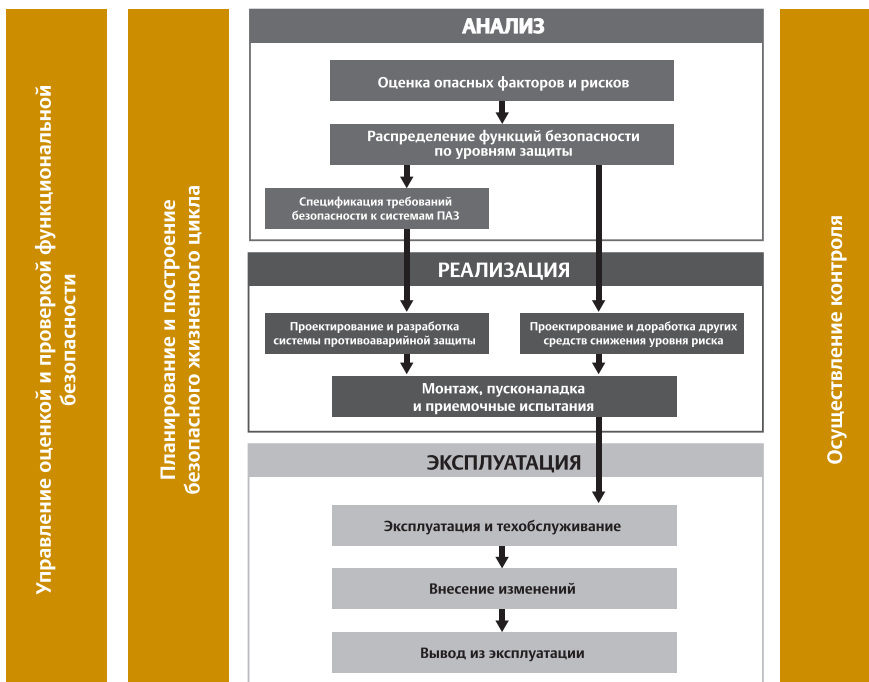 Управление оценкой и проверкой функциональной
безопасности
Планирование и построение
безопасного жизненного цикла
АНАЛИЗ
Оценка опасных факторов и рисков
Распределение функций безопасности
по уровням защиты
Спецификация требований
безопасности к системам ПАЗ
РЕАЛИЗАЦИЯ
Проектирование и разработка
системы противоаварийной защиты
Проектирование и доработка других
средств снижения уровня риска
Монтаж, пусконаладка
и приемочные испытания
ЭКСПЛУАТАЦИЯ
Эксплуатация и техобслуживание
Внесение изменений
Вывод из эксплуатации
Осуществление контроля